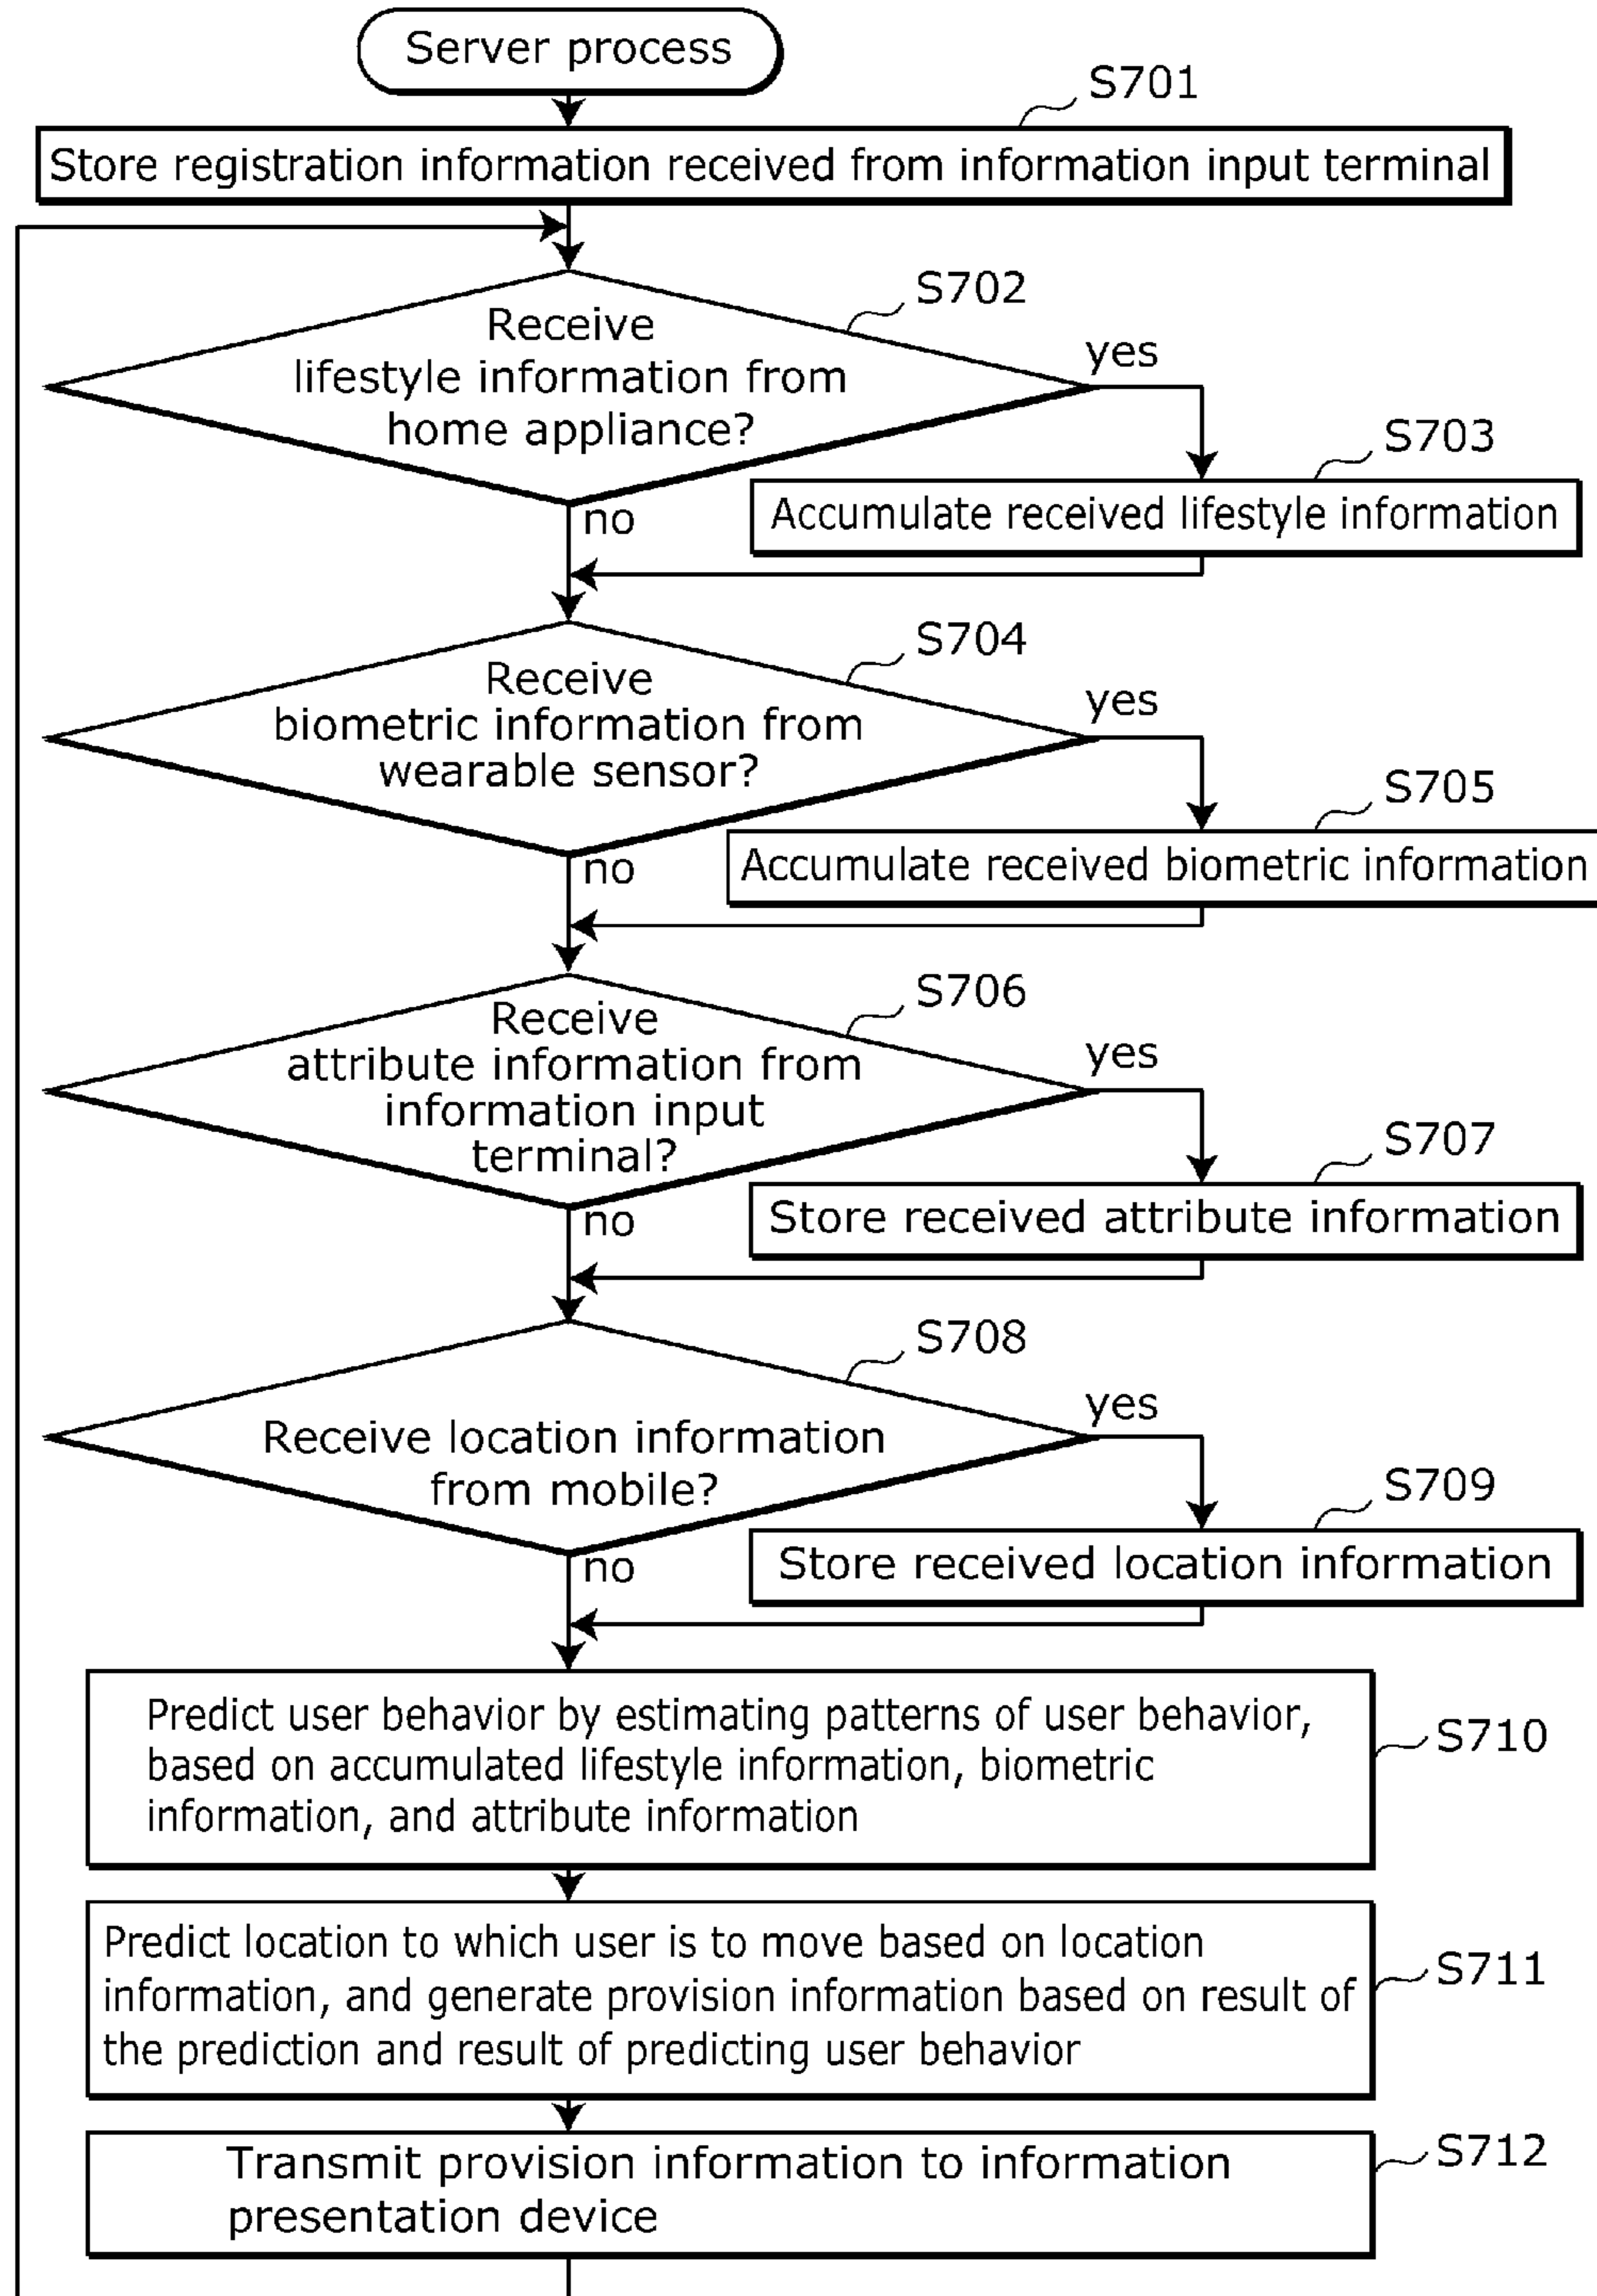 Server process
S701
Store registration information received from information input terminal
S702
Receive
lifestyle information from
home appliance?
yes
S703
Accumulate received lifestyle information
no
S704
Receive
biometric information from
wearable sensor?
yes
S705
Accumulate received biometric information
no
S706
Receive
attribute information from
information input
terminal?
yes
S707
Store received attribute information
no
S708
Receive location information
from mobile?
yes
S709
Store received location information
no
Predict user behavior by estimating patterns of user behavior,
based on accumulated lifestyle information, biometric
information, and attribute information
S710
Predict location to which user is to move based on location
information, and generate provision information based on result of
the prediction and result of predicting user behavior
S711
Transmit provision information to information
presentation device
S712